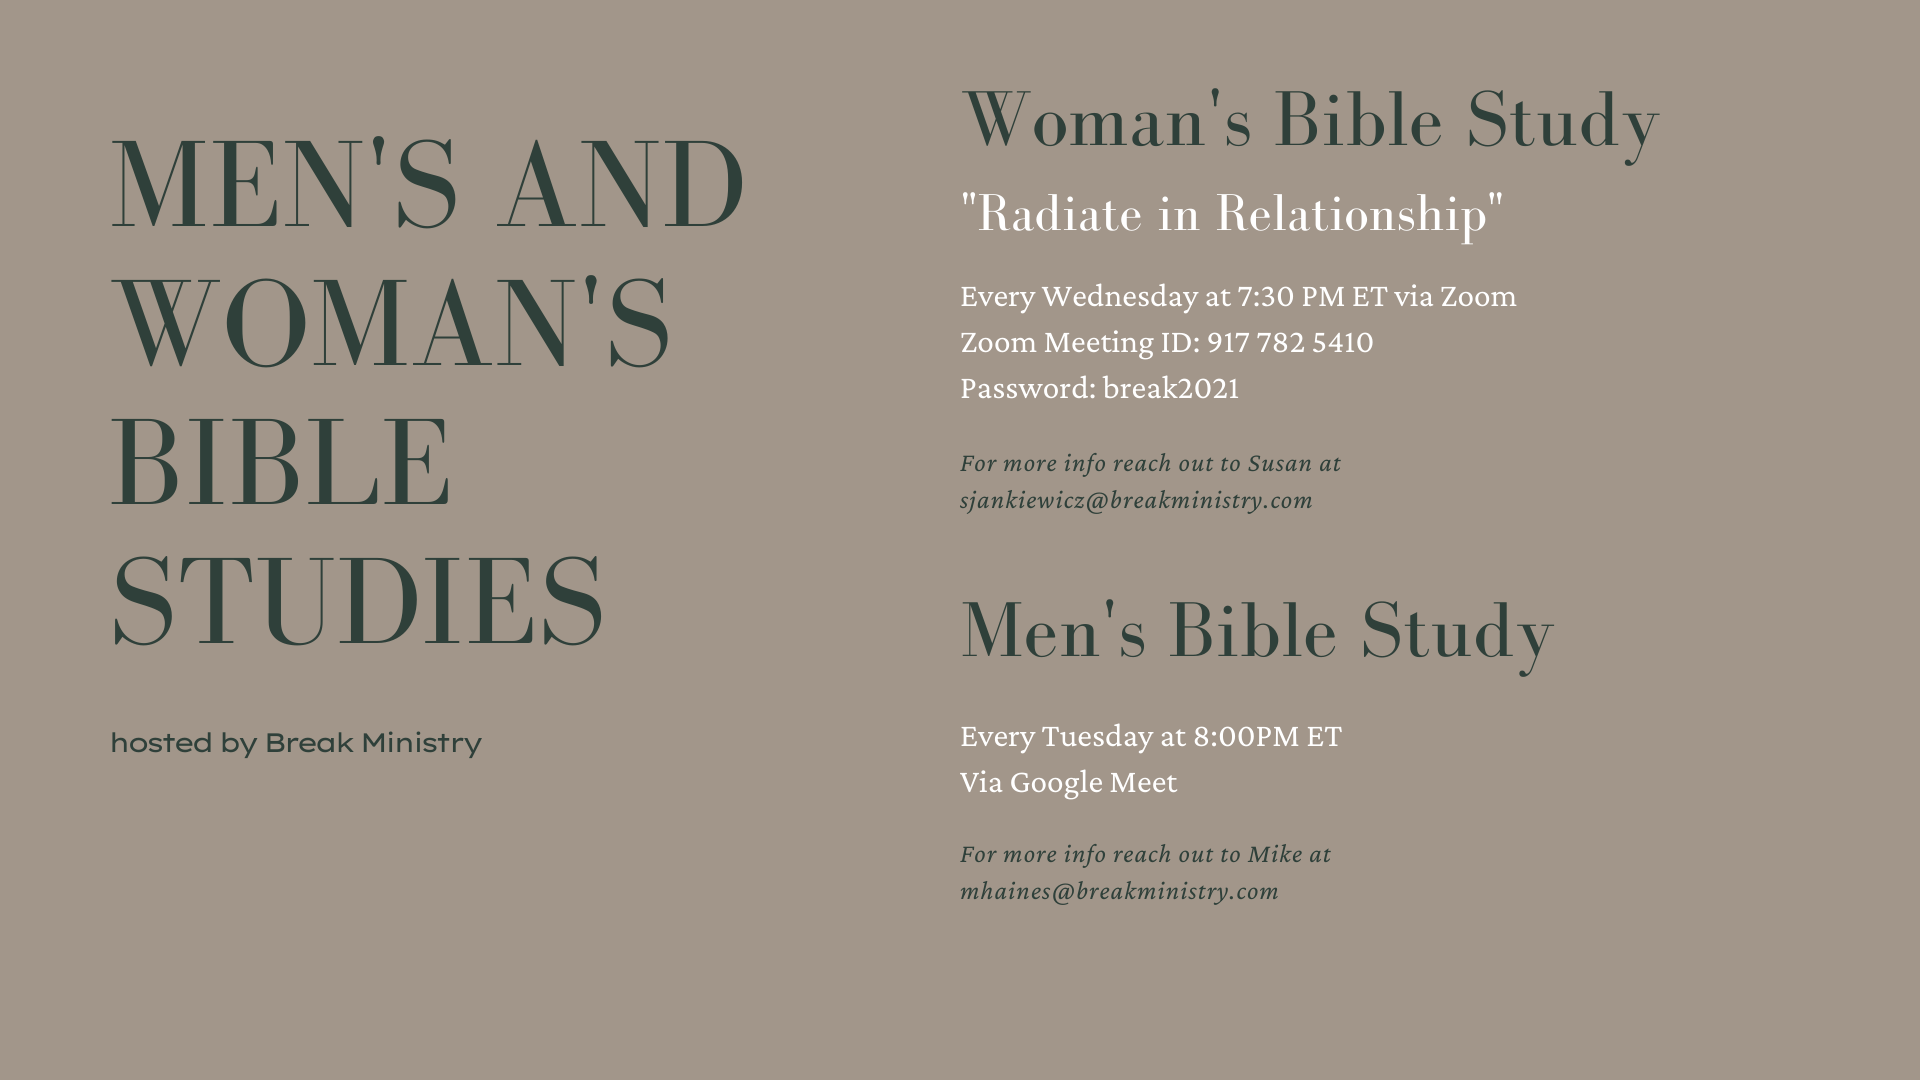 MEN'S AND
WOMAN'S
BIBLE
STUDIES
hosted by Break Ministry
Woman's Bible Study
"Radiate in Relationship"
Every Wednesday at 7:30 PM ET via Zoom
Zoom Meeting ID: 917 782 5410
Password: break2021
For more info reach out to Susan at
sjankiewicz@breakministry.com
Men's Bible Study
Every Tuesday at 8:00PM ET
Via Google Meet
For more info reach out to Mike at
mhaines@breakministry.com